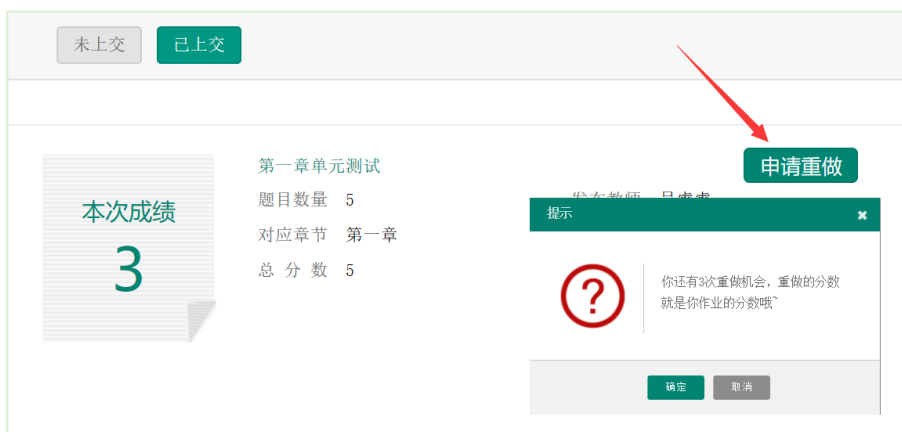 未上交 已上交
第一章单元测试 申请重做
本次成绩
3
题目数量 5
对应章节 第一章
总 分 数 5
提示
你还有3次重做机会，重做的分数
就是你作业的分数哦~
确定 取消